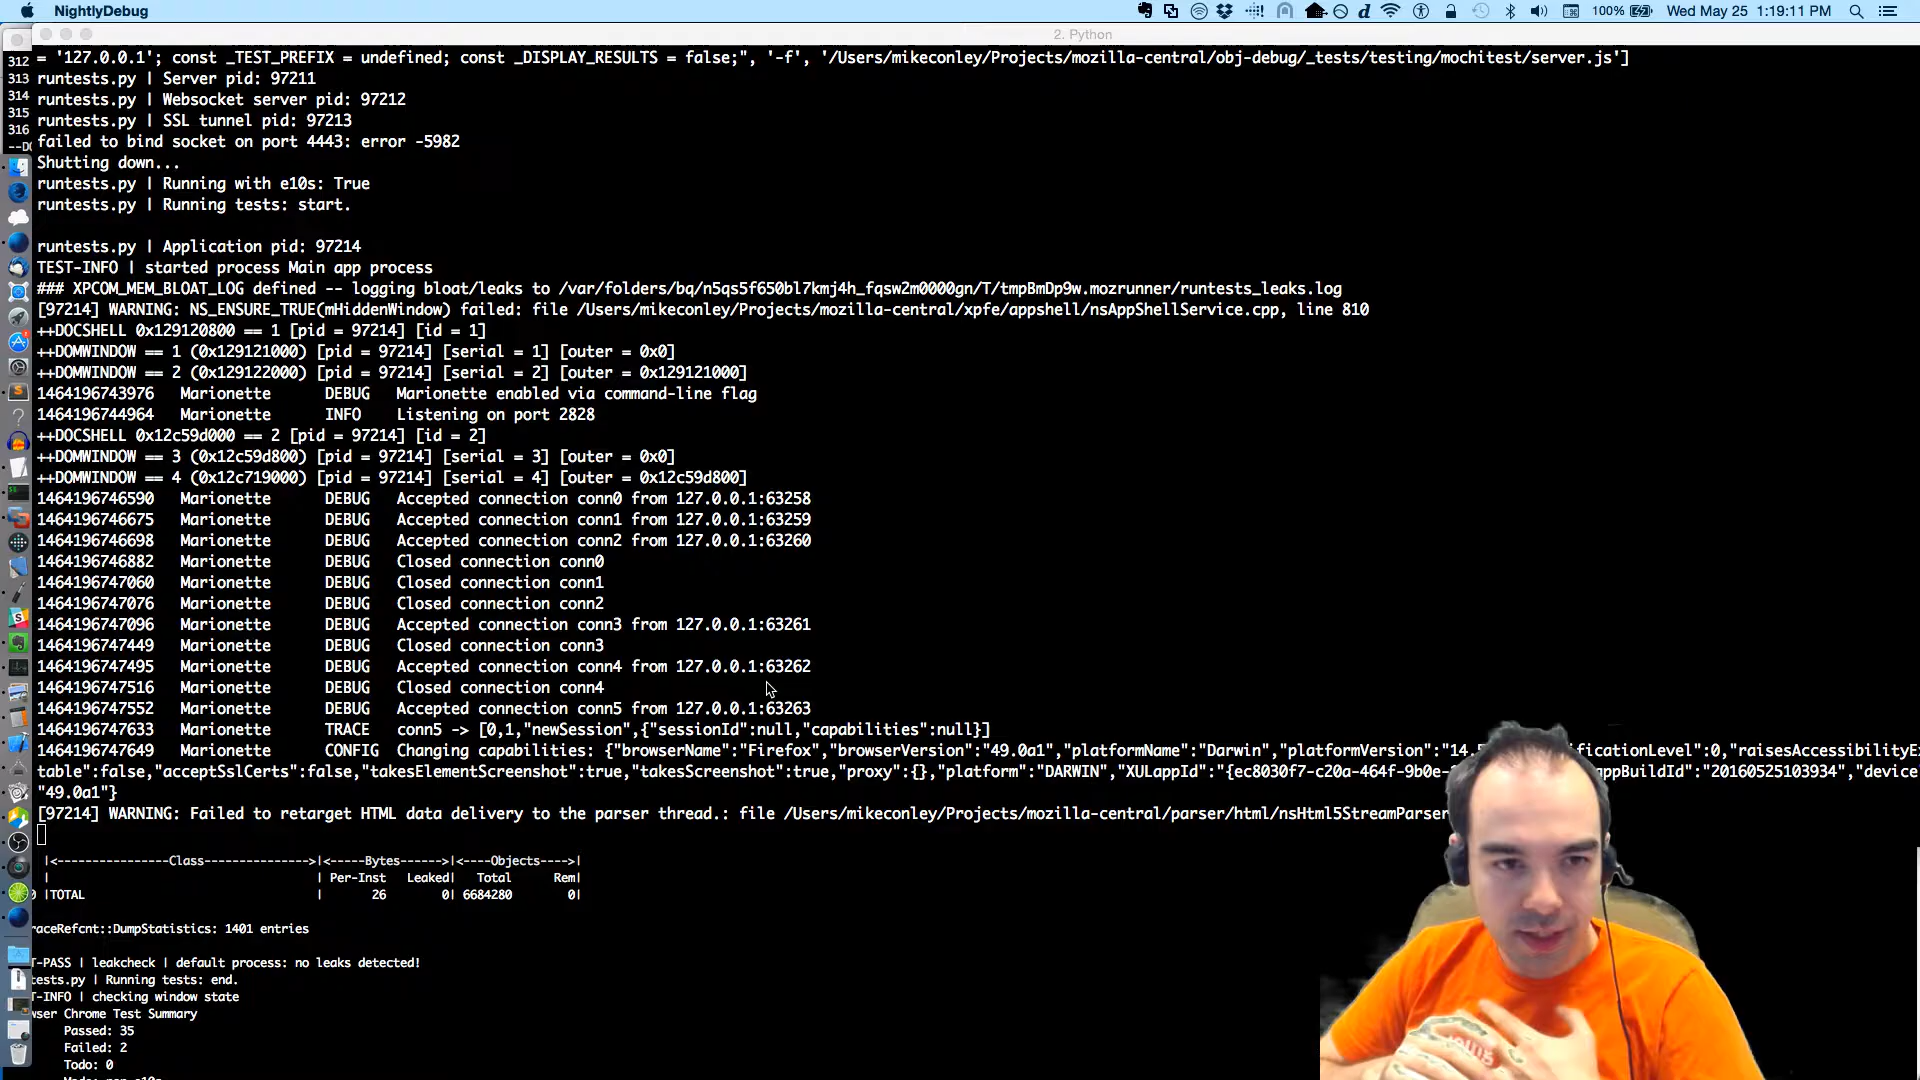 NightlyDebug
100%
Wed May 25 1:19:11 PM
2. Python
312
313
314
315
316
= '127.0.0.1'; const _TEST_PREFIX = undefined; const _DISPLAY_RESULTS = false;", '-f', '/Users/mikeconley/Projects/mozilla-central/obj-debug/_tests/testing/mochitest/server.js']
runtests.py | Server pid: 97211
runtests.py | Websocket server pid: 97212
runtests.py | SSL tunnel pid: 97213
failed to bind socket on port 4443: error -5982
Shutting down...
runtests.py | Running with e10s: True
runtests.py | Running tests: start.
runtests.py | Application pid: 97214
TEST-INFO | started process Main app process
### XPCOM_MEM_BLOAT_LOG defined -- logging bloat/leaks to /var/folders/bq/n5qs5f650bl7kmj4h_fqsw2m0000gn/T/tmpBmDp9w.mozrunner/runtests_leaks.log
[97214] WARNING: NS_ENSURE_TRUE(mHiddenWindow) failed: file /Users/mikeconley/Projects/mozilla-central/xpfe/appshell/nsAppShellService.cpp, line 810
++DOCSHELL 0x129120800 == 1 [pid = 97214] [id = 1]
++DOMWINDOW == 1 (0x129121000) [pid = 97214] [serial = 1] [outer = 0x0]
++DOMWINDOW == 2 (0x129122000) [pid = 97214] [serial = 2] [outer = 0x129121000]
1464196743976 Marionette DEBUG Marionette enabled via command-line flag
1464196744964 Marionette INFO Listening on port 2828
++DOCSHELL 0x12c59d000 == 2 [pid = 97214] [id = 2]
++DOMWINDOW == 3 (0x12c59d800) [pid = 97214] [serial = 3] [outer = 0x0]
++DOMWINDOW == 4 (0x12c719000) [pid = 97214] [serial = 4] [outer = 0x12c59d800]
1464196746590 Marionette DEBUG Accepted connection conn0 from 127.0.0.1:63258
1464196746675 Marionette DEBUG Accepted connection conn1 from 127.0.0.1:63259
1464196746698 Marionette DEBUG Accepted connection conn2 from 127.0.0.1:63260
1464196746882 Marionette DEBUG Closed connection conn0
1464196747060 Marionette DEBUG Closed connection conn1
1464196747076 Marionette DEBUG Closed connection conn2
1464196747096 Marionette DEBUG Accepted connection conn3 from 127.0.0.1:63261
1464196747449 Marionette DEBUG Closed connection conn3
1464196747495 Marionette DEBUG Accepted connection conn4 from 127.0.0.1:63262
1464196747516 Marionette DEBUG Closed connection conn4
1464196747552 Marionette DEBUG Accepted connection conn5 from 127.0.0.1:63263
1464196747633 Marionette TRACE conn5 -> [0,1,"newSession",{"sessionId":null,"capabilities":null}]
1464196747649 Marionette CONFIG Changing capabilities: {"browserName":"Firefox","browserVersion":"49.0a1","platformName":"Darwin","platformVersion":"14.5 ificationLevel":0,"raisesAccessibilityEx
table":false,"acceptSslCerts":false,"takesElementScreenshot":true,"takesScreenshot":true,"proxy":{},"platform":"DARWIN","XULappId":"{ec8030f7-c20a-464f-9b0e- appBuildId":"20160525103934","device
"49.0a1"}
[97214] WARNING: Failed to retarget HTML data delivery to the parser thread.: file /Users/mikeconley/Projects/mozilla-central/parser/html/nsHtml5StreamParser
|<----------------Class--------------->|<-----Bytes------>|<----Objects---->|
| | Per-Inst Leaked| Total Rem|
|TOTAL | 26 0| 6684280 0|
raceRefcnt::DumpStatistics: 1401 entries
T-PASS | leakcheck | default process: no leaks detected!
tests.py | Running tests: end.
T-INFO | checking window state
wser Chrome Test Summary
Passed: 35
Failed: 2
Todo: 0